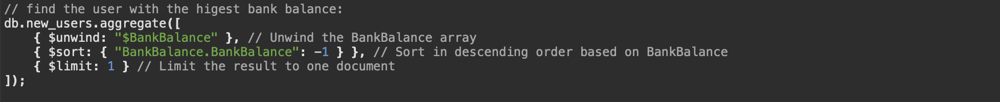 // find the user with the higest bank balance:
db.new_users.aggregate([
    { $unwind: "$BankBalance" }, // Unwind the BankBalance array
    { $sort: { "BankBalance.BankBalance": -1 } }, // Sort in descending order based on BankBalance
    { $limit: 1 } // Limit the result to one document
]);